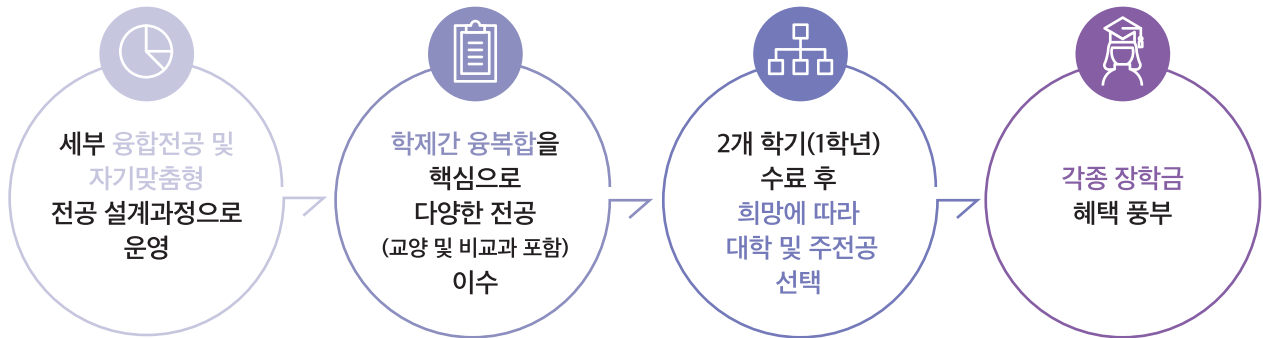 세부 융합전공 및
자기맞춤형
전공 설계과정으로
운영
학제간 융복합을
핵심으로
다양한 전공
(교양 및 비교과 포함)
이수
2개 학기(1학년)
수료 후
희망에 따라
대학 및 주전공
선택
각종 장학금
혜택 풍부